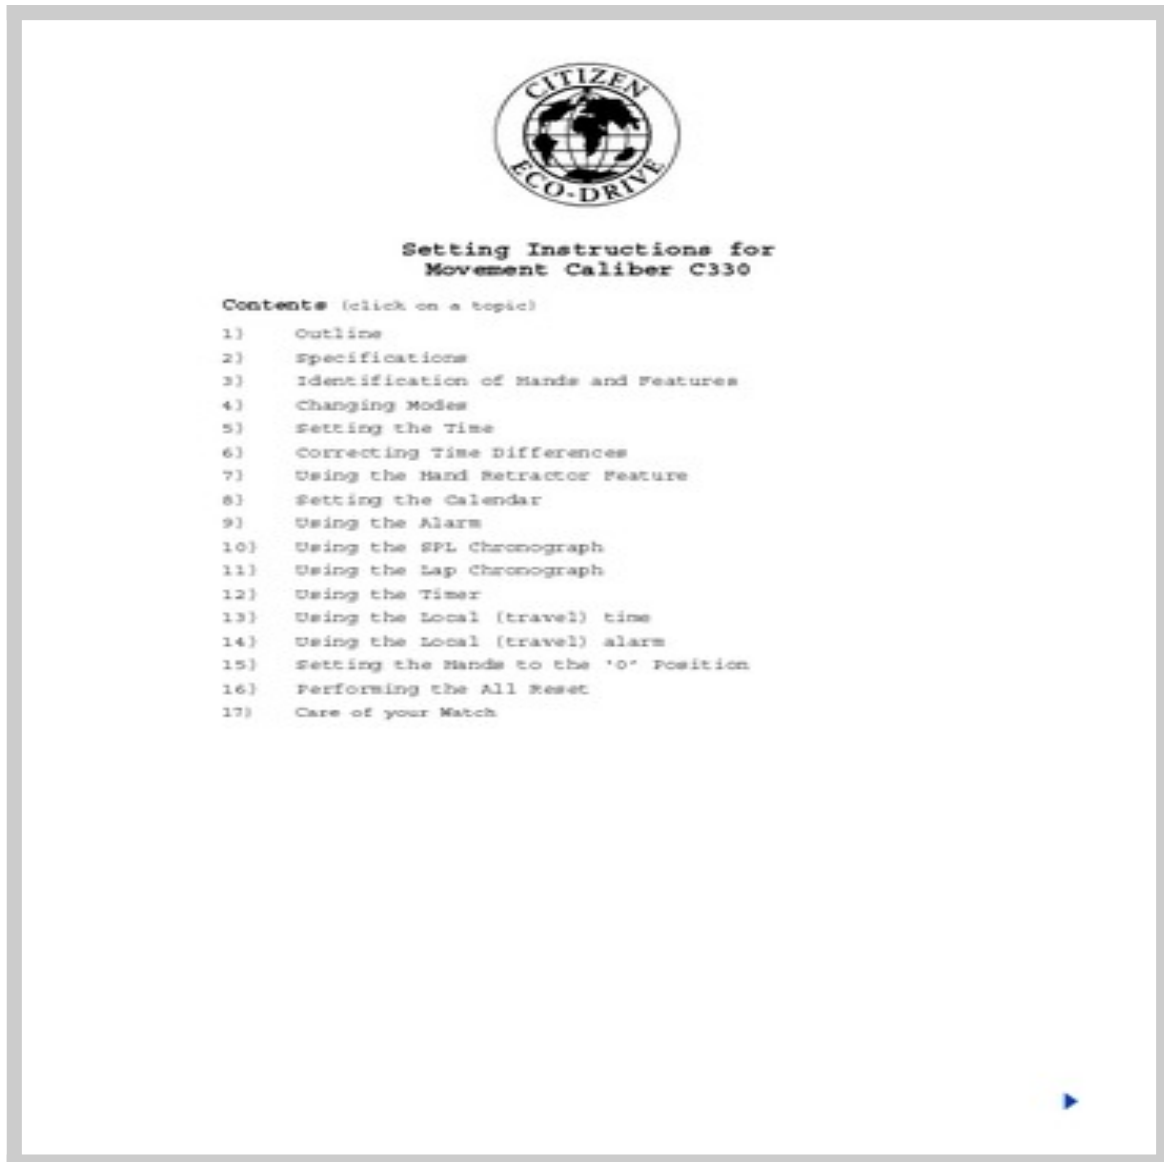 CITIZEN
ECO-DRIVE
Setting Instructions for
Movement Caliber C330
Contents (click on a topic)
1) Outline
2) Specifications
3) Identification of Hands and Features
4) Changing Modes
5) Setting the Time
6) Correcting Time Differences
7) Using the Hand Retractor Feature
8) Setting the Calendar
9) Using the Alarm
10) Using the SPL Chronograph
11) Using the Lap Chronograph
12) Using the Timer
13) Using the Local (travel) time
14) Using the Local (travel) alarm
15) Setting the Hands to the '0' Position
16) Performing the All Reset
17) Care of your Watch